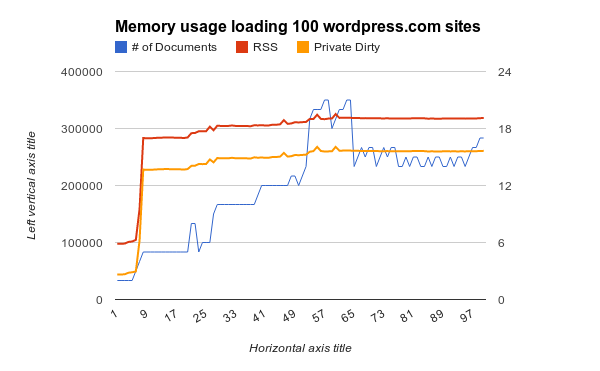 Memory usage loading 100 wordpress.com sites
# of Documents RSS Private Dirty
400000 24
300000 18
200000 12
100000 6
0 0
Left vertical axis title
1 9 17 25 33 41 49 57 65 73 81 89 97
Horizontal axis title